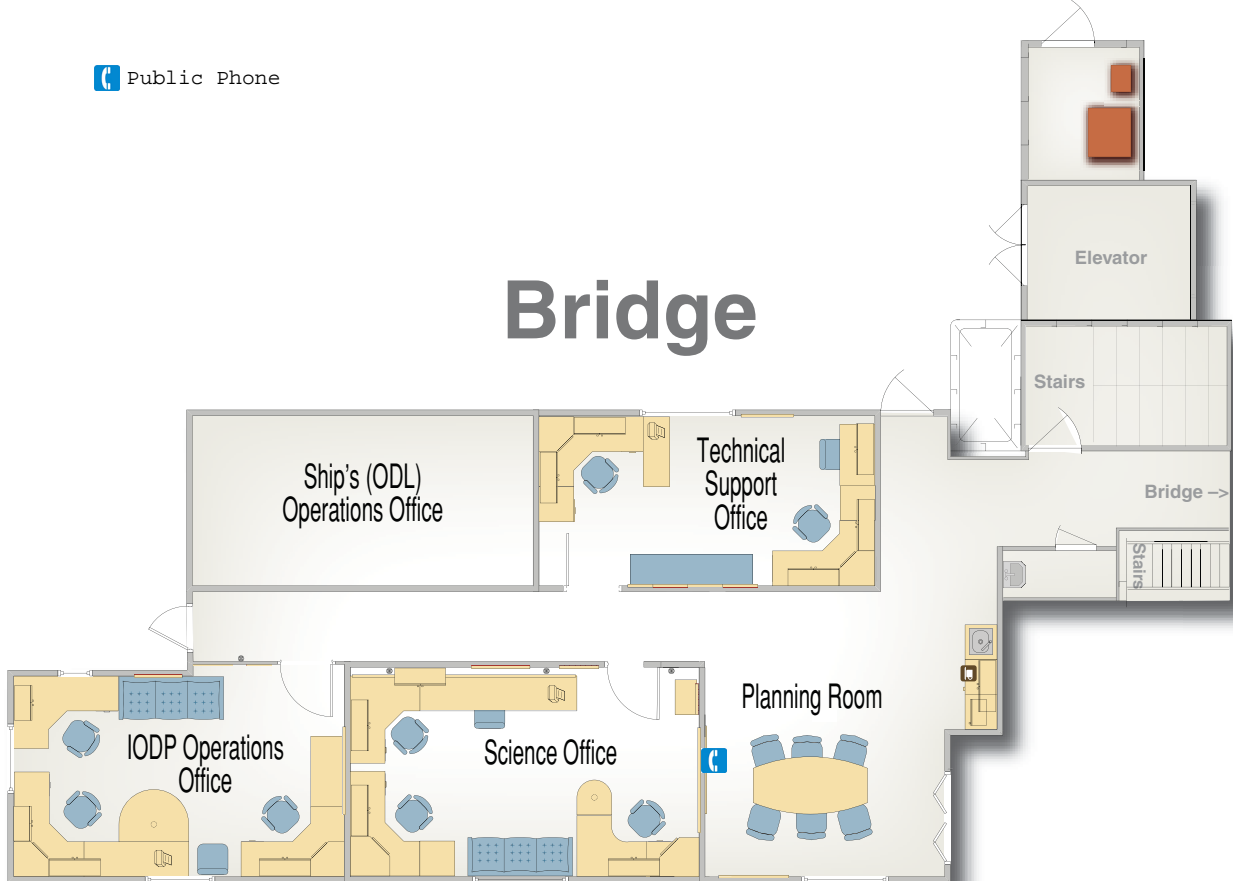 Public Phone
Elevator
Bridge
Stairs
Technical
Support
Office
Ship's (ODL)
Operations Office
Bridge –>
Stairs
Planning Room
IODP Operations
Office
Science Office